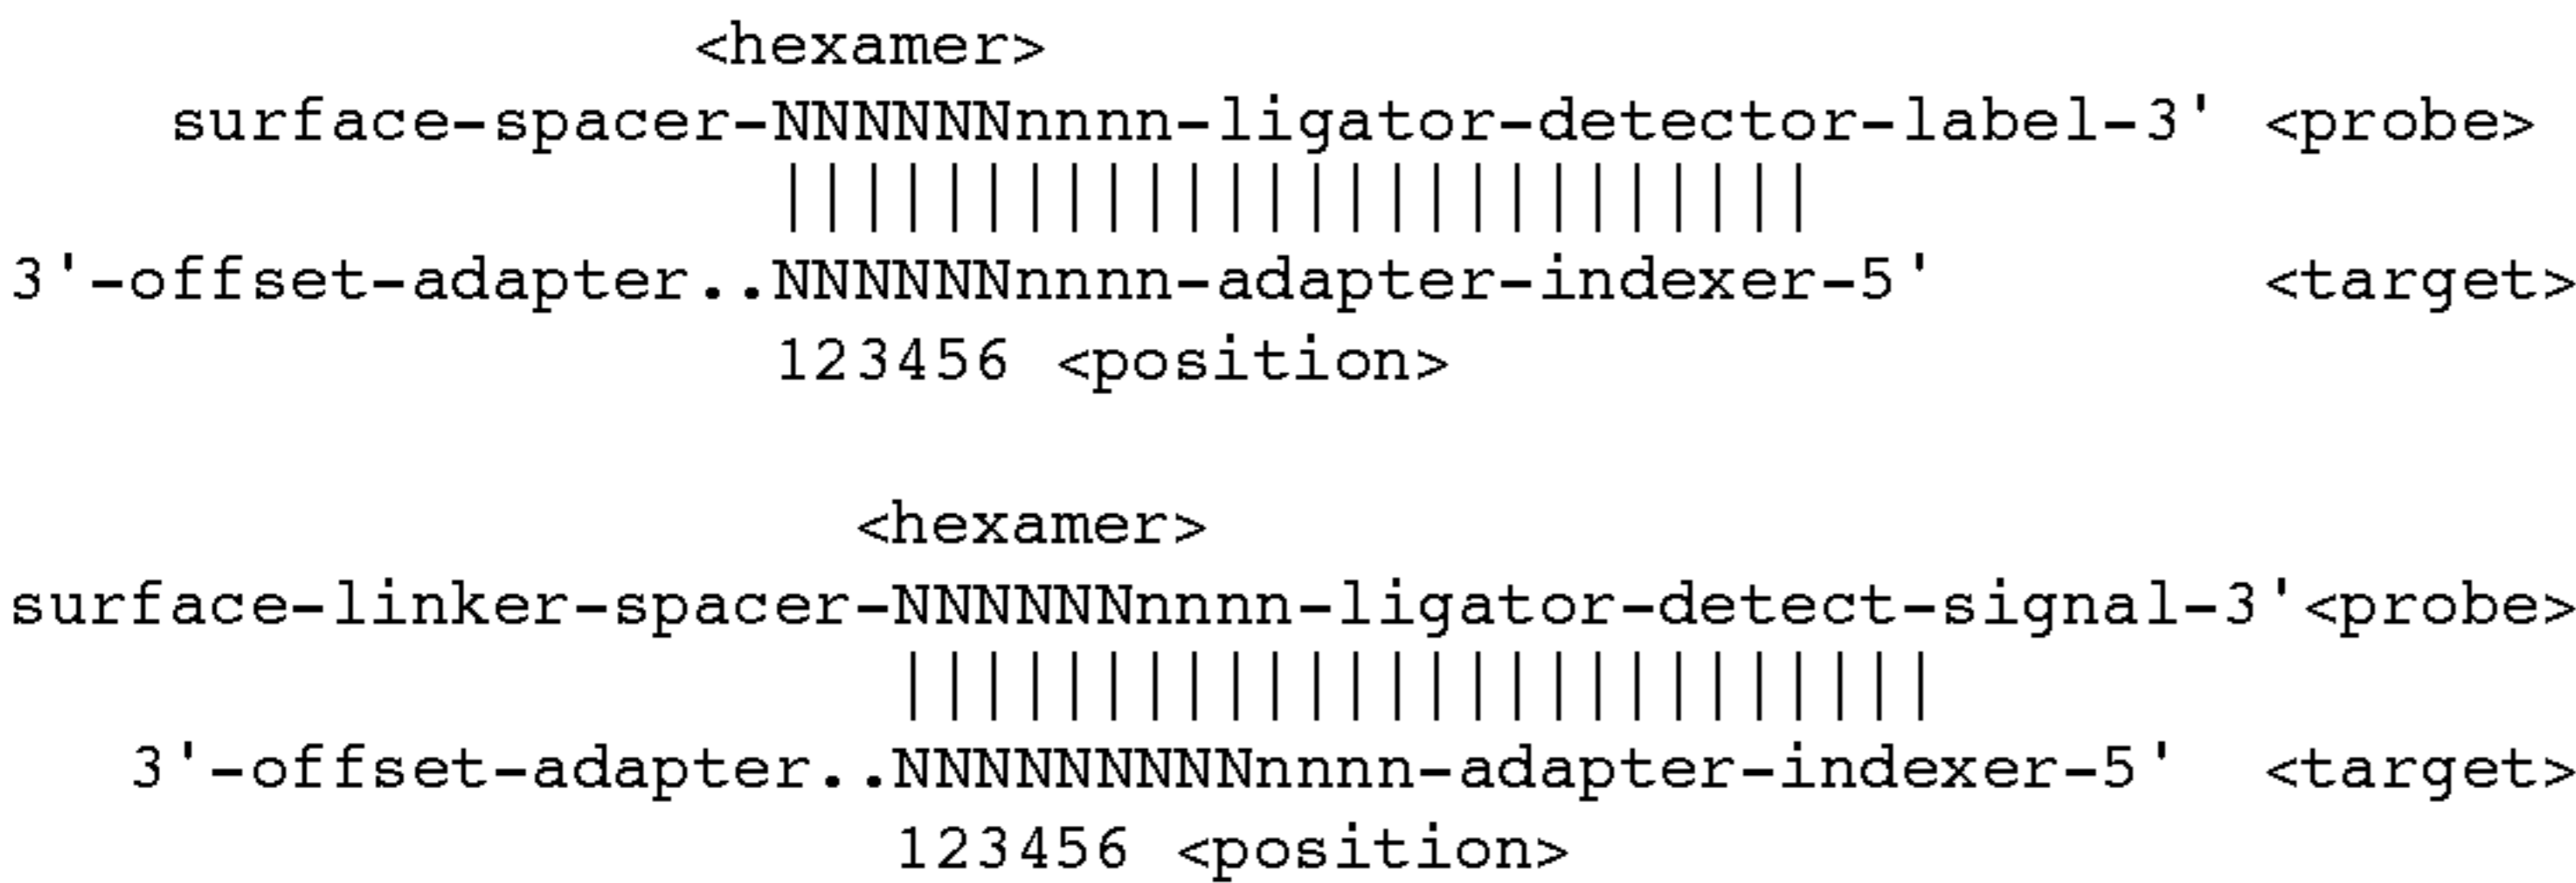 <hexamer>
surface-spacer-NNNNNNnnnn-ligator-detector-label-3' <probe>
||||||||||||||||||||||||||
3'-offset-adapter..NNNNNNnnnn-adapter-indexer-5' <target>
123456 <position>
<hexamer>
surface-linker-spacer-NNNNNNnnnn-ligator-detect-signal-3'<probe>
||||||||||||||||||||||||||
3'-offset-adapter..NNNNNNNNNnnnn-adapter-indexer-5' <target>
123456 <position>